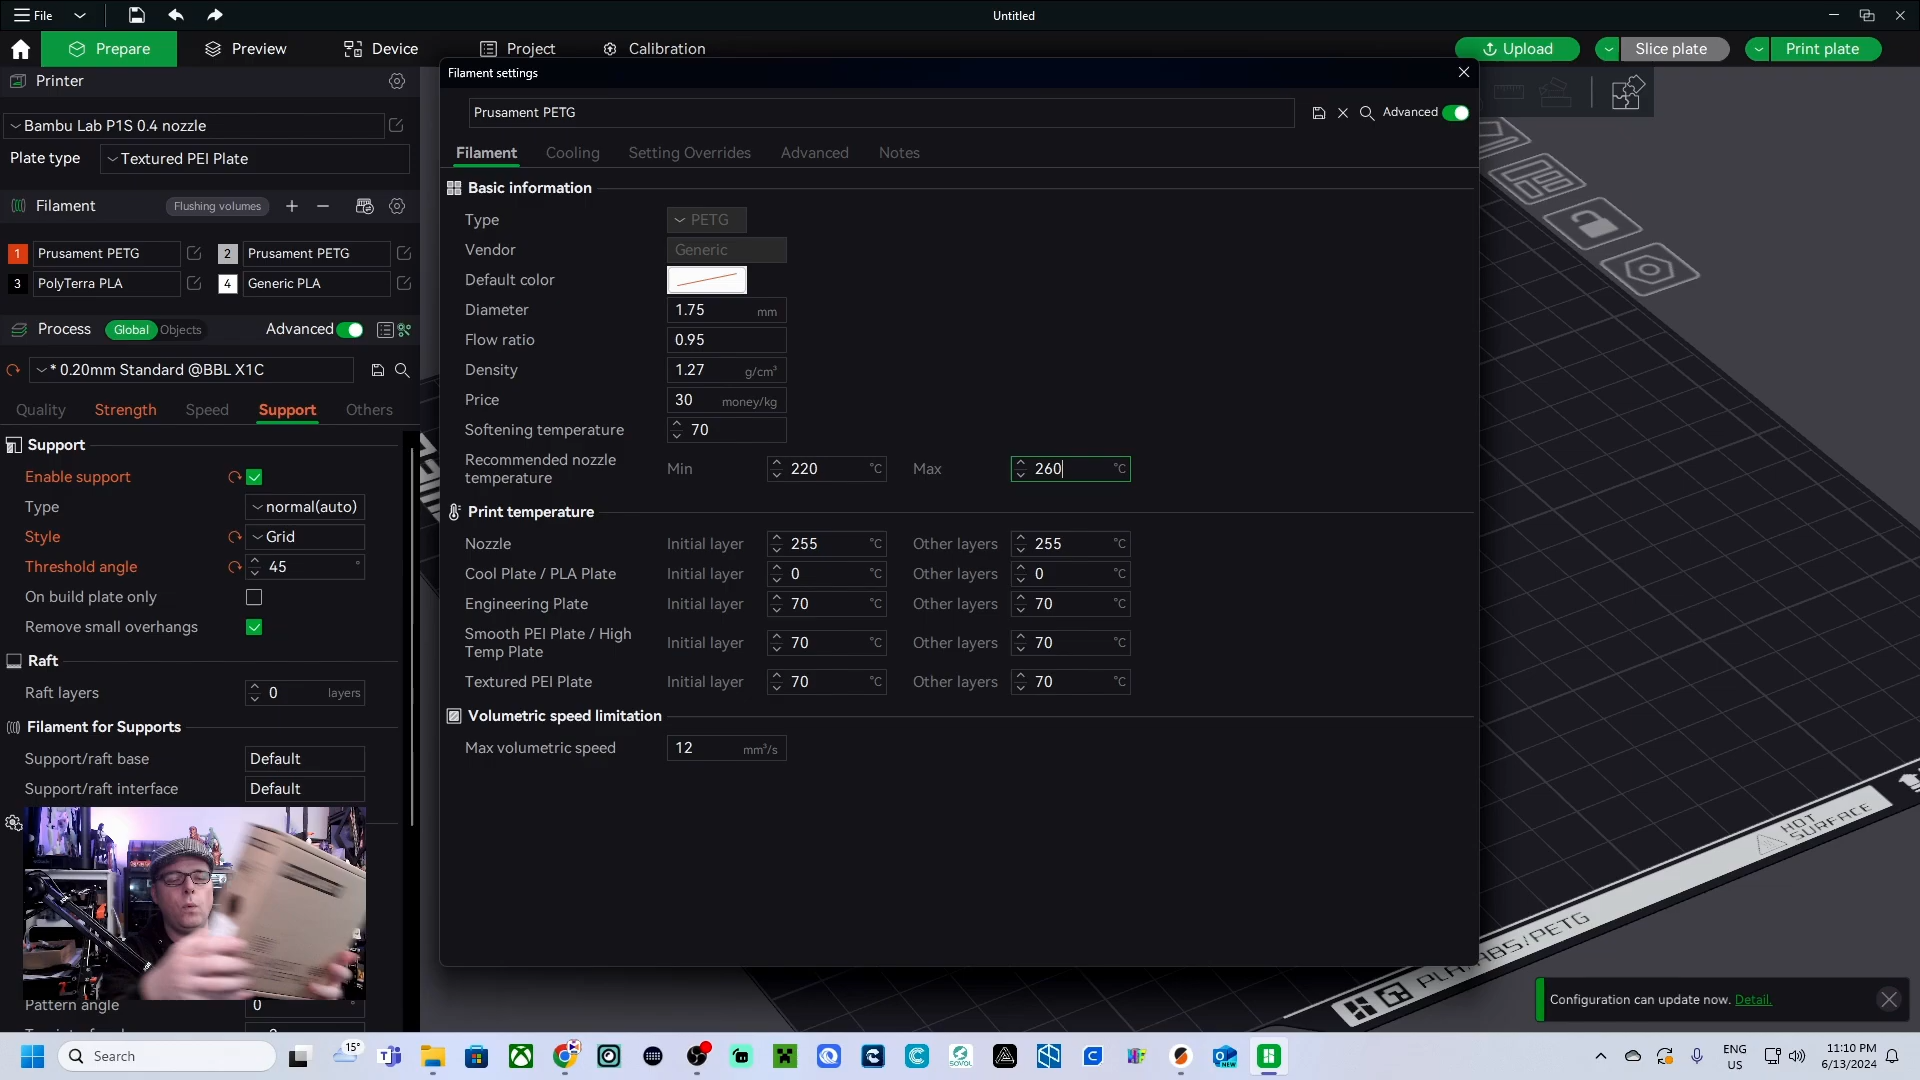 File
Untitled
Prepare
Preview
Device
Project
Calibration
Upload
Slice plate
Print plate
Printer
Bambu Lab P1S 0.4 nozzle
Plate type
Textured PEI Plate
Filament
Flushing volumes
1
Prusament PETG
2
Prusament PETG
3
PolyTerra PLA
4
Generic PLA
Process
Global
Objects
Advanced
* 0.20mm Standard @BBL X1C
Quality
Strength
Speed
Support
Others
Support
Enable support
Type
normal(auto)
Style
Grid
Threshold angle
45
°
On build plate only
Remove small overhangs
Raft
Raft layers
0
layers
Filament for Supports
Support/raft base
Default
Support/raft interface
Default
Pattern angle
0
°
Filament settings
Prusament PETG
Advanced
Filament
Cooling
Setting Overrides
Advanced
Notes
Basic information
Type
PETG
Vendor
Generic
Default color
Diameter
1.75
mm
Flow ratio
0.95
Density
1.27
g/cm³
Price
30
money/kg
Softening temperature
70
Recommended nozzle
temperature
Min
220
°C
Max
260
°C
Print temperature
Nozzle
Initial layer
255
°C
Other layers
255
°C
Cool Plate / PLA Plate
Initial layer
0
°C
Other layers
0
°C
Engineering Plate
Initial layer
70
°C
Other layers
70
°C
Smooth PEI Plate / High
Temp Plate
Initial layer
70
°C
Other layers
70
°C
Textured PEI Plate
Initial layer
70
°C
Other layers
70
°C
Volumetric speed limitation
Max volumetric speed
12
mm³/s
HOT
SURFACE
PLA/ABS/PETG
Configuration can update now. Detail.
15°
Search
ENG
US
11:10 PM
6/13/2024